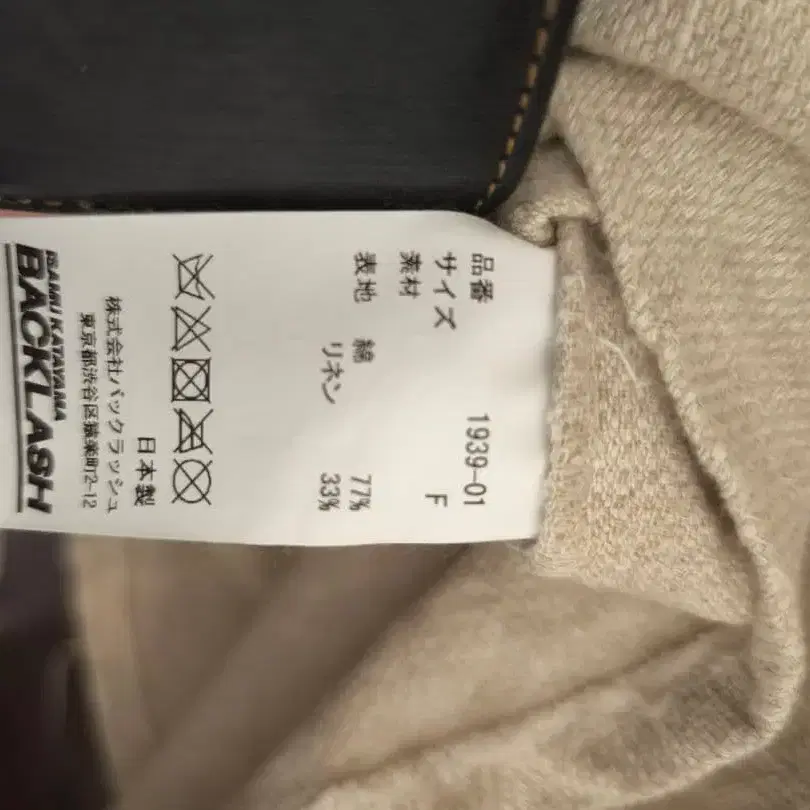 品番 1939-01
サイズ F
素材
表地 綿 77%
リネン 33%
日本製
株式会社バックラッシュ
東京都渋谷区猿楽町2-12
ISAMU KATAYAMA
BACKLASH